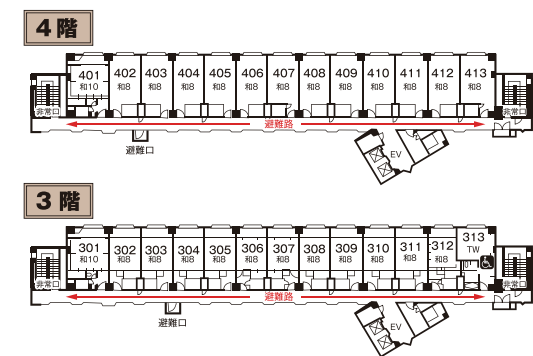 4階
401 402 403 404 405 406 407 408 409 410 411 412 413
和10 和8 和8 和8 和8 和8 和8 和8 和8 和8 和8 和8 和8
非常口 非常口
避難路
避難口
EV
3階
301 302 303 304 305 306 307 308 309 310 311 312 313
和10 和8 和8 和8 和8 和8 和8 和8 和8 和8 和8 和8 TW
非常口 非常口
避難路
避難口
EV